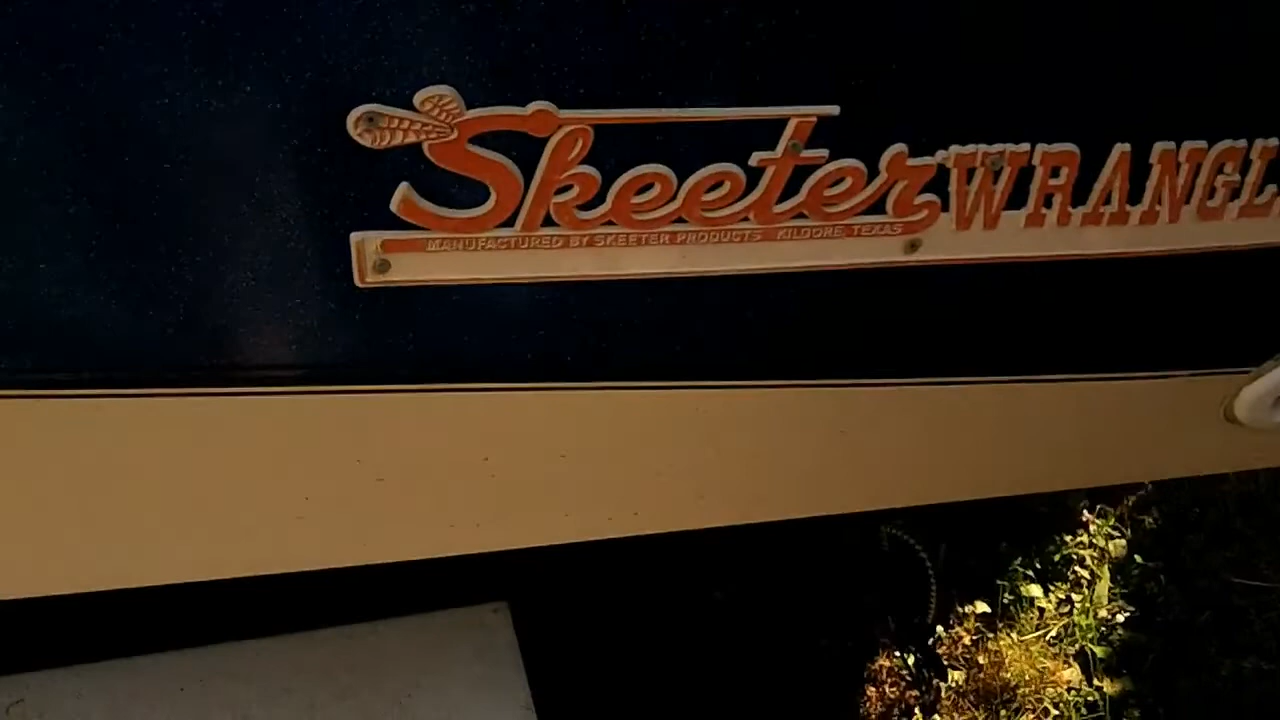 Skeeter WRANGL
MANUFACTURED BY SKEETER PRODUCTS KILGORE, TEXAS